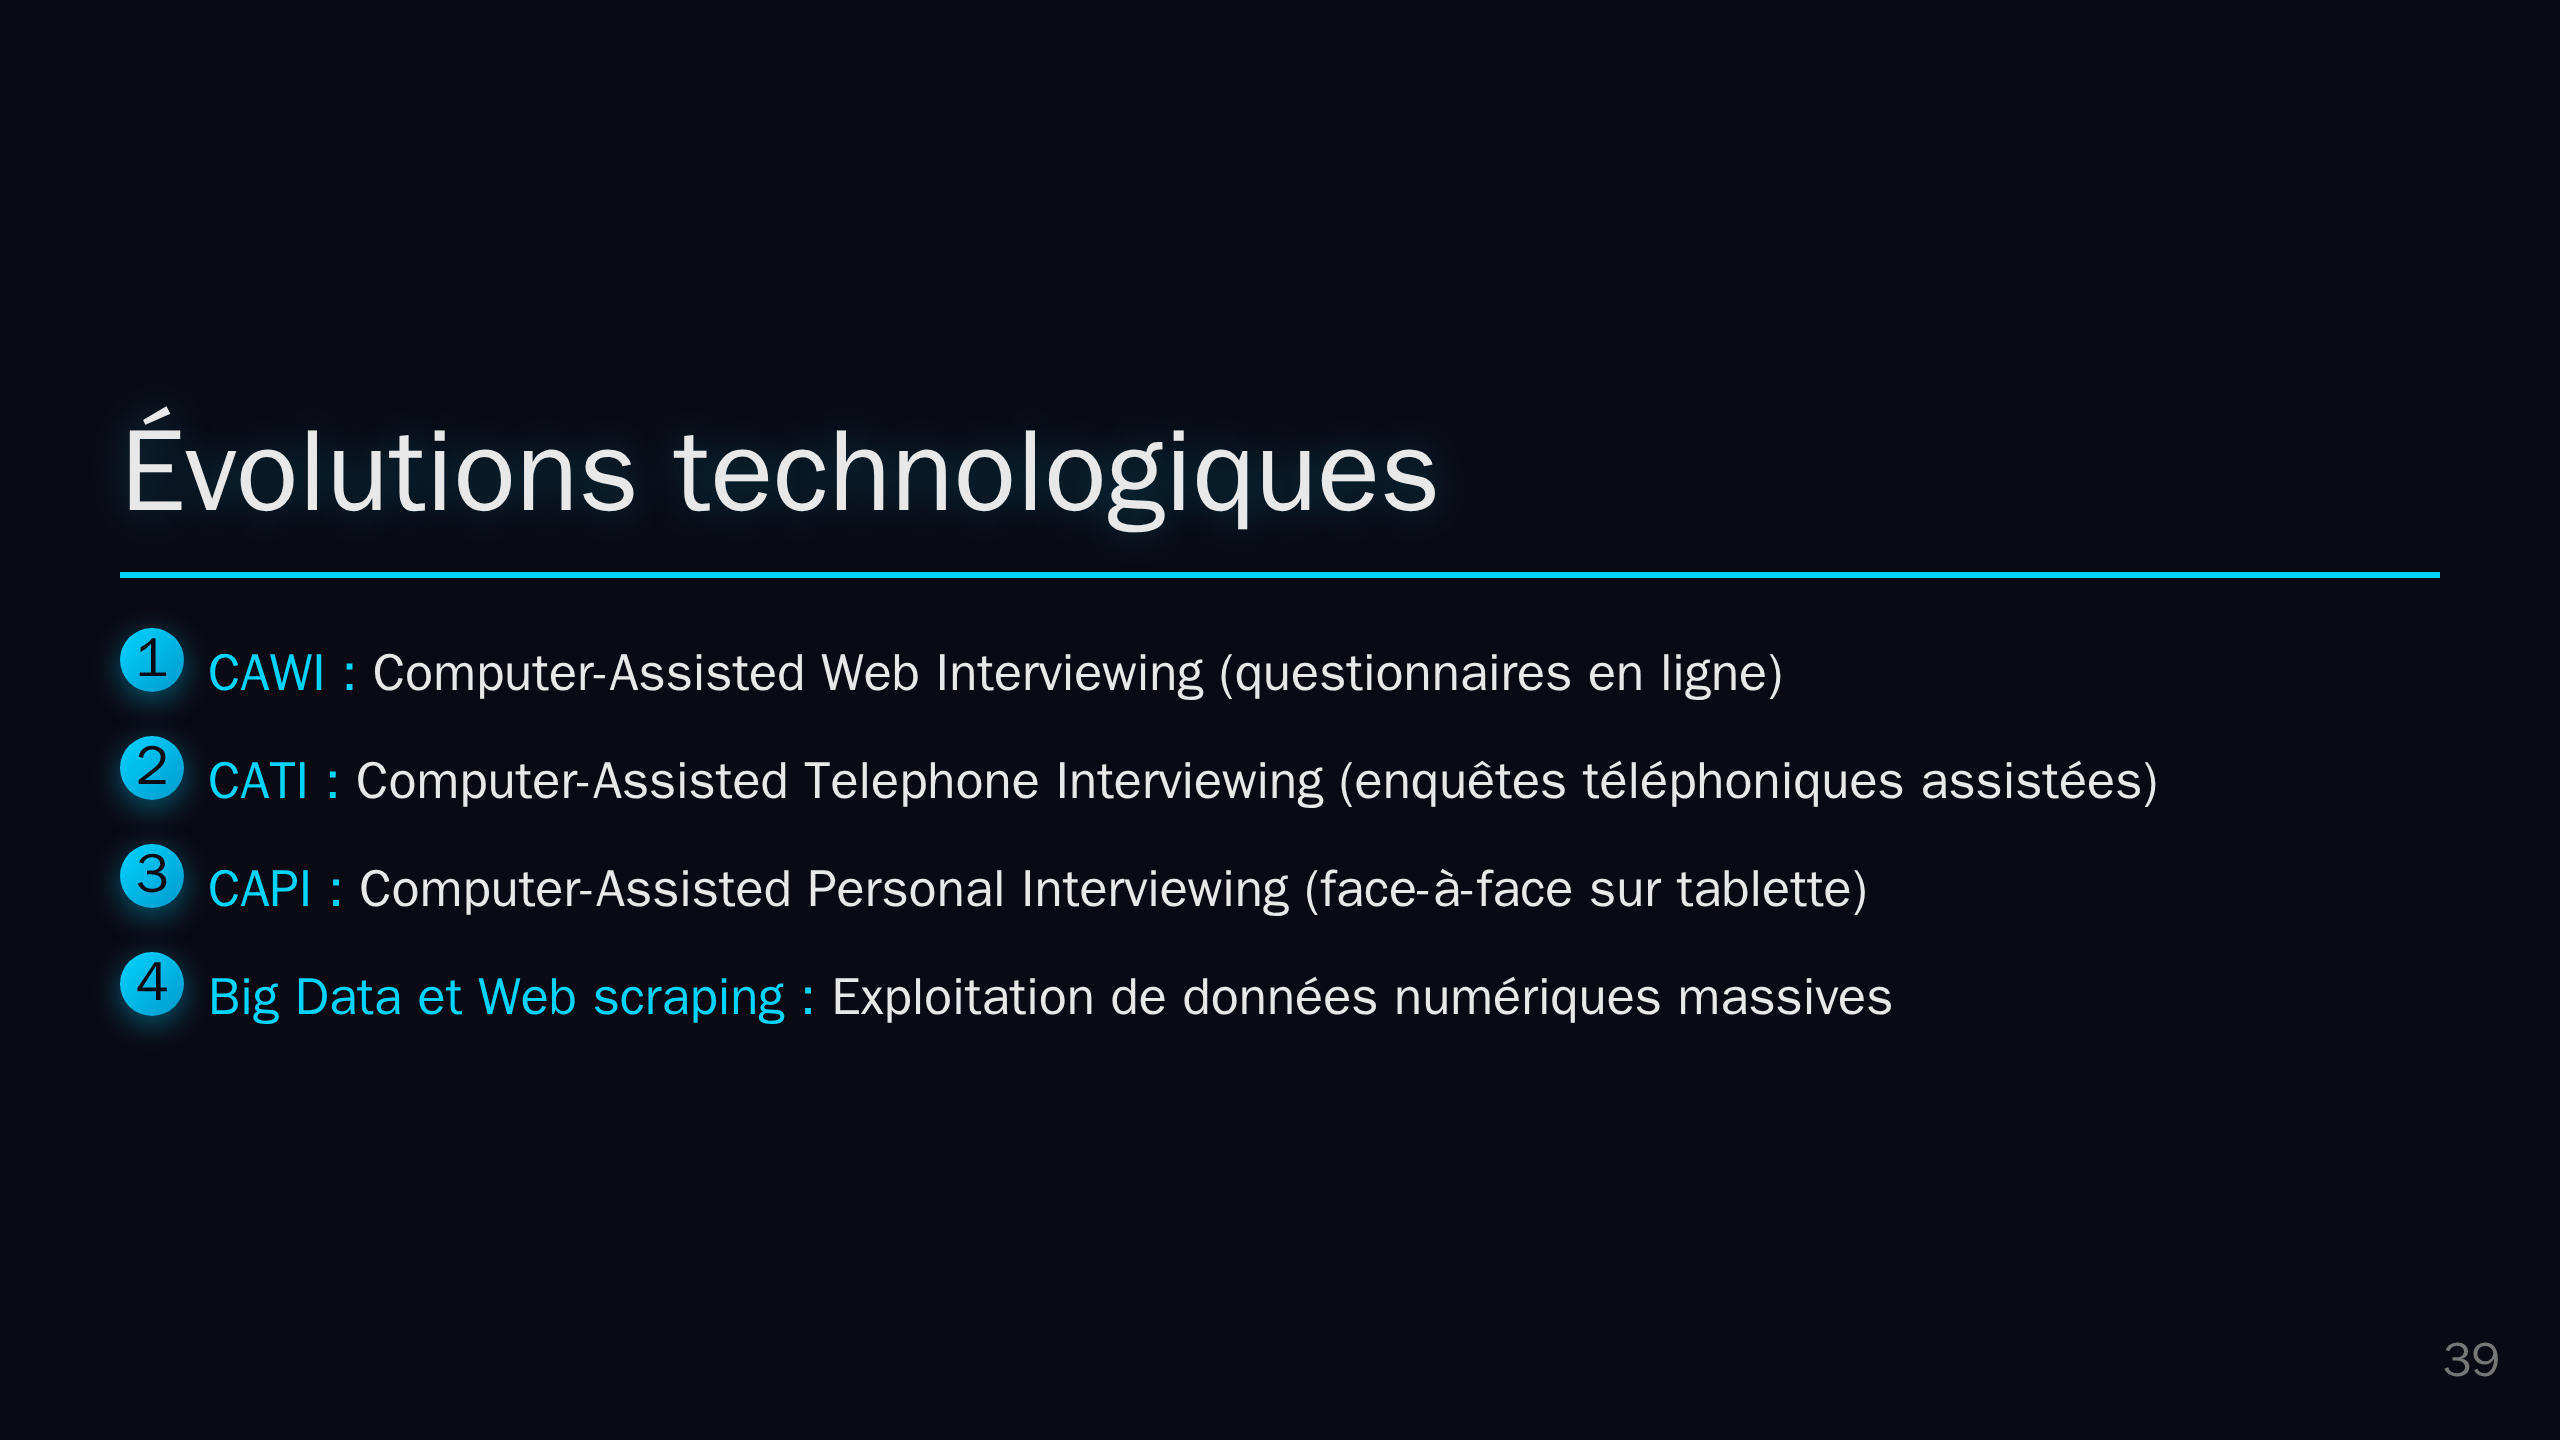 Évolutions technologiques
1 CAWI : Computer-Assisted Web Interviewing (questionnaires en ligne)
2 CATI : Computer-Assisted Telephone Interviewing (enquêtes téléphoniques assistées)
3 CAPI : Computer-Assisted Personal Interviewing (face-à-face sur tablette)
4 Big Data et Web scraping : Exploitation de données numériques massives
39